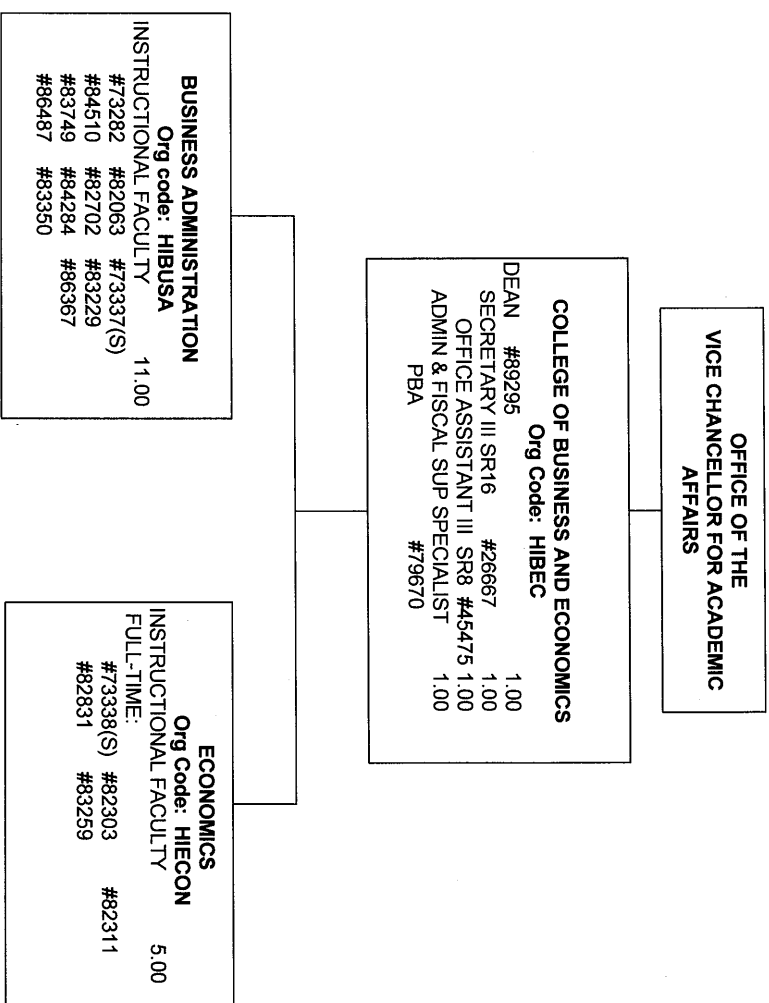 OFFICE OF THE
VICE CHANCELLOR FOR ACADEMIC
AFFAIRS
COLLEGE OF BUSINESS AND ECONOMICS
Org Code: HIBEC
DEAN #89295 1.00
SECRETARY III SR16 #26667 1.00
OFFICE ASSISTANT III SR8 #45475 1.00
ADMIN & FISCAL SUP SPECIALIST 1.00
PBA #79670
BUSINESS ADMINISTRATION
Org code: HIBUSA
INSTRUCTIONAL FACULTY 11.00
#73282 #82063 #73337(S)
#84510 #82702 #83229
#83749 #84284 #86367
#86487 #83350
ECONOMICS
Org Code: HIECON
INSTRUCTIONAL FACULTY 5.00
FULL-TIME:
#73338(S) #82303 #82311
#82831 #83259